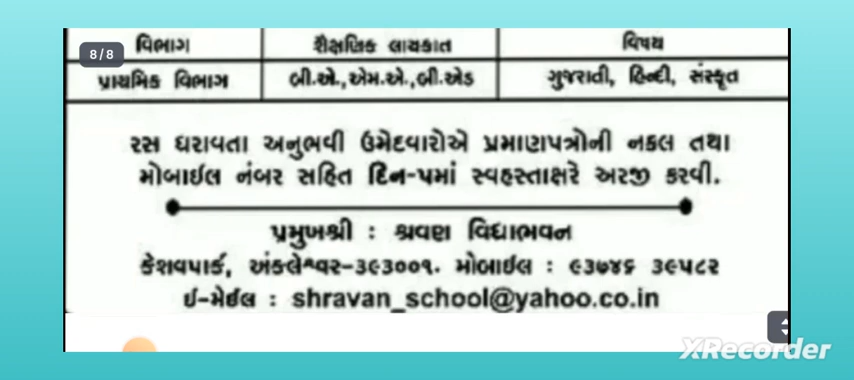 8/8
વિભાગ શૈક્ષણિક લાયકાત વિષય
પ્રાથમિક વિભાગ બી.એ.,એમ.એ.,બી.એડ ગુજરાતી, હિન્દી, સંસ્કૃત
રસ ધરાવતા અનુભવી ઉમેદવારોએ પ્રમાણપત્રોની નકલ તથા
મોબાઈલ નંબર સહિત દિન-૫માં સ્વહસ્તાક્ષરે અરજી કરવી.
પ્રમુખશ્રી : શ્રવણ વિદ્યાભવન
કેશવપાર્ક, અંકલેશ્વર-૩૯૩૦૦૧. મોબાઈલ : ૯૩૭૪૬ ૩૯૫૮૨
ઈ-મેઈલ : shravan_school@yahoo.co.in
XRecorder